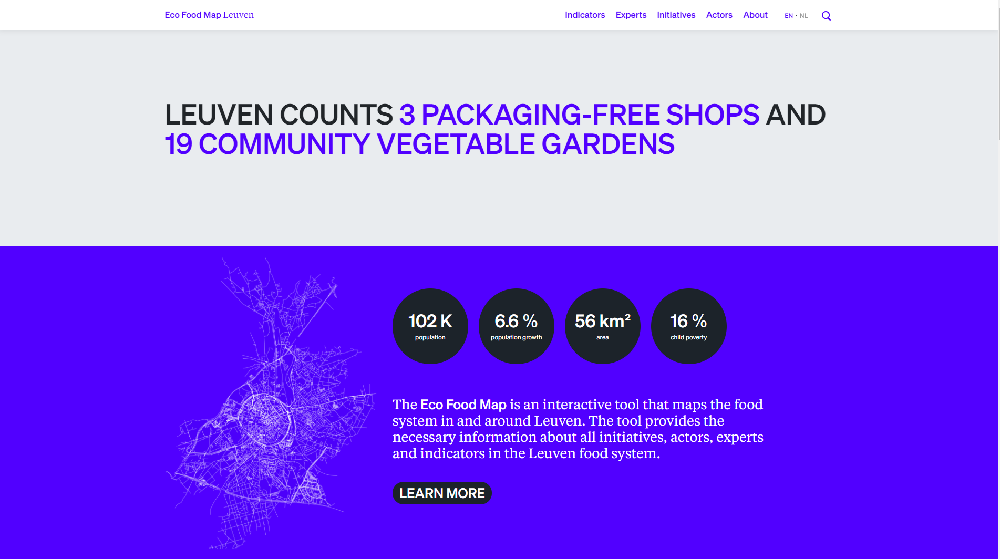 Eco Food Map Leuven
Indicators Experts Initiatives Actors About EN · NL
LEUVEN COUNTS 3 PACKAGING-FREE SHOPS AND
19 COMMUNITY VEGETABLE GARDENS
102 K
population
6.6 %
population growth
56 km²
area
16 %
child poverty
The Eco Food Map is an interactive tool that maps the food
system in and around Leuven. The tool provides the
necessary information about all initiatives, actors, experts
and indicators in the Leuven food system.
LEARN MORE